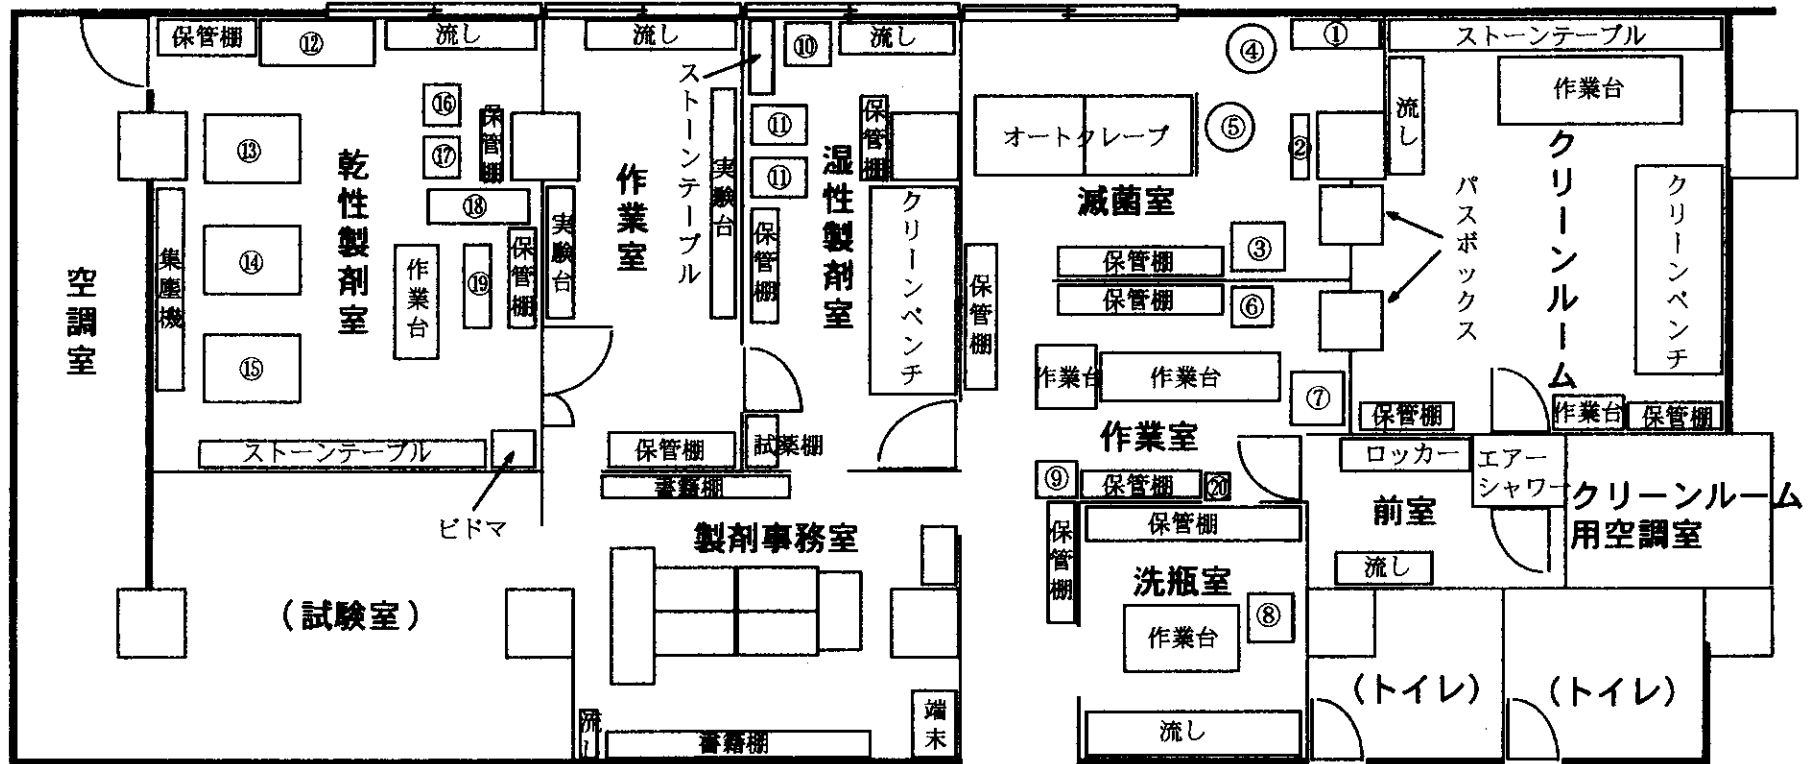 空調室
保管棚
⑫
流し
⑬
⑭
⑮
集塵機
乾性製剤室
⑯
⑰
保管棚
⑱
⑲
作業台
保管棚
ストーンテーブル
ビドマ
(試験室)
流し
作業室
実験台
実験台
保管棚
ストーンテーブル
⑩
流し
⑪
⑪
保管棚
保管棚
湿性製剤室
クリーンベンチ
試薬棚
書籍棚
製剤事務室
流し
書籍棚
端末
④
①
オートクレーブ
⑤
②
滅菌室
③
保管棚
保管棚
保管棚
⑥
作業台
作業台
⑦
作業室
⑨
保管棚
⑳
保管棚
保管棚
洗瓶室
作業台
⑧
流し
ストーンテーブル
流し
作業台
クリーンルーム
クリーンベンチ
パスボックス
保管棚
作業台
保管棚
ロッカー
エアー
シャワー
前室
流し
クリーンルーム
用空調室
(トイレ)
(トイレ)